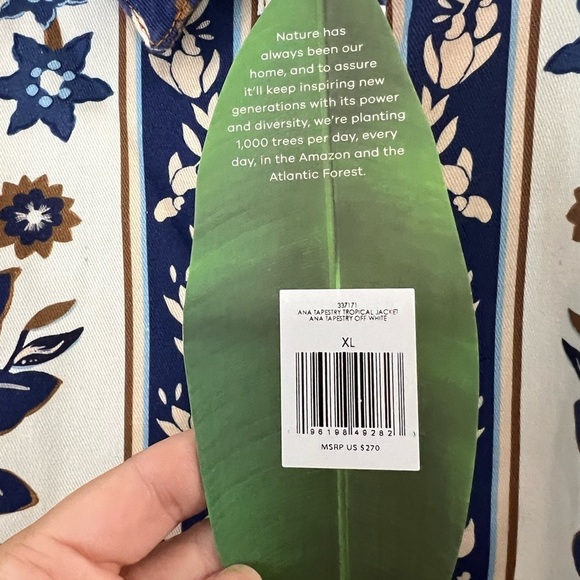 Nature has
always been our
home, and to assure
it'll keep inspiring new
generations with its power
and diversity, we're planting
1,000 trees per day, every
day, in the Amazon and the
Atlantic Forest.
337171
ANA TAPESTRY TROPICAL JACKET
ANA TAPESTRY OFF-WHITE
XL
96198 49282
MSRP US $270